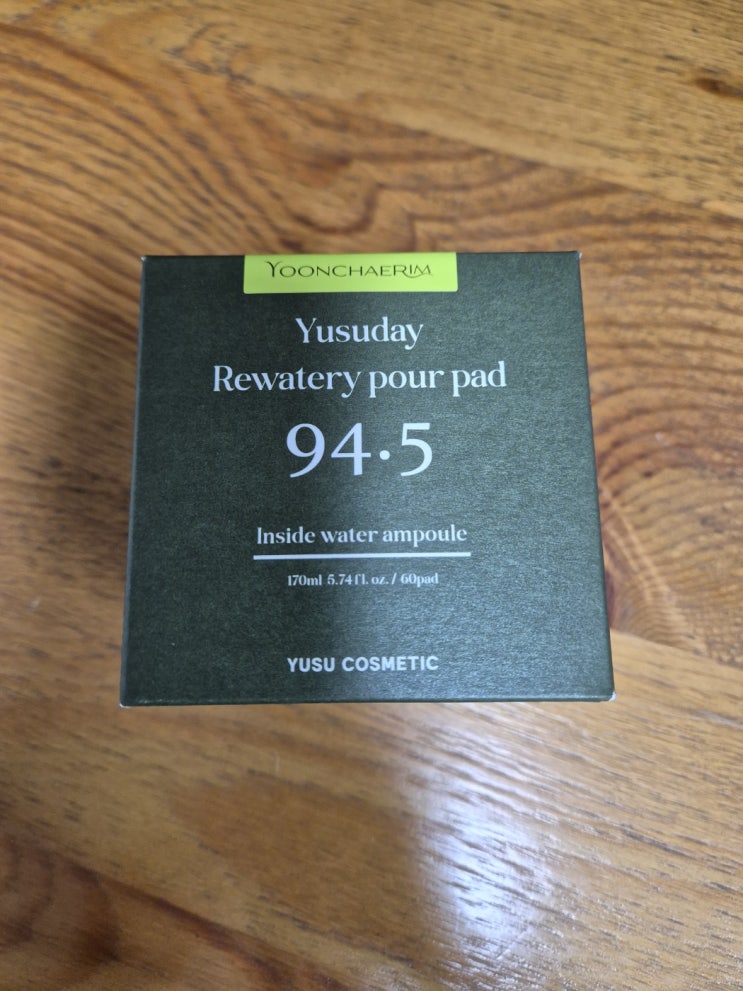 YOONCHAERIM
Yusuday
Rewatery pour pad
94·5
Inside water ampoule
170ml 5.74 fl. oz. / 60pad
YUSU COSMETIC